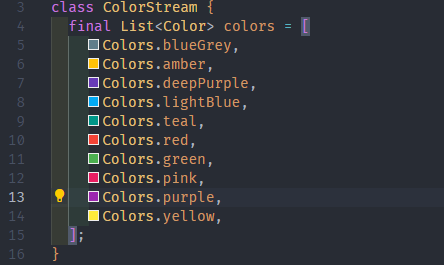 3 class ColorStream {
4 final List<Color> colors = [
5 Colors.blueGrey,
6 Colors.amber,
7 Colors.deepPurple,
8 Colors.lightBlue,
9 Colors.teal,
10 Colors.red,
11 Colors.green,
12 Colors.pink,
13 Colors.purple,
14 Colors.yellow,
15 ];
16 }